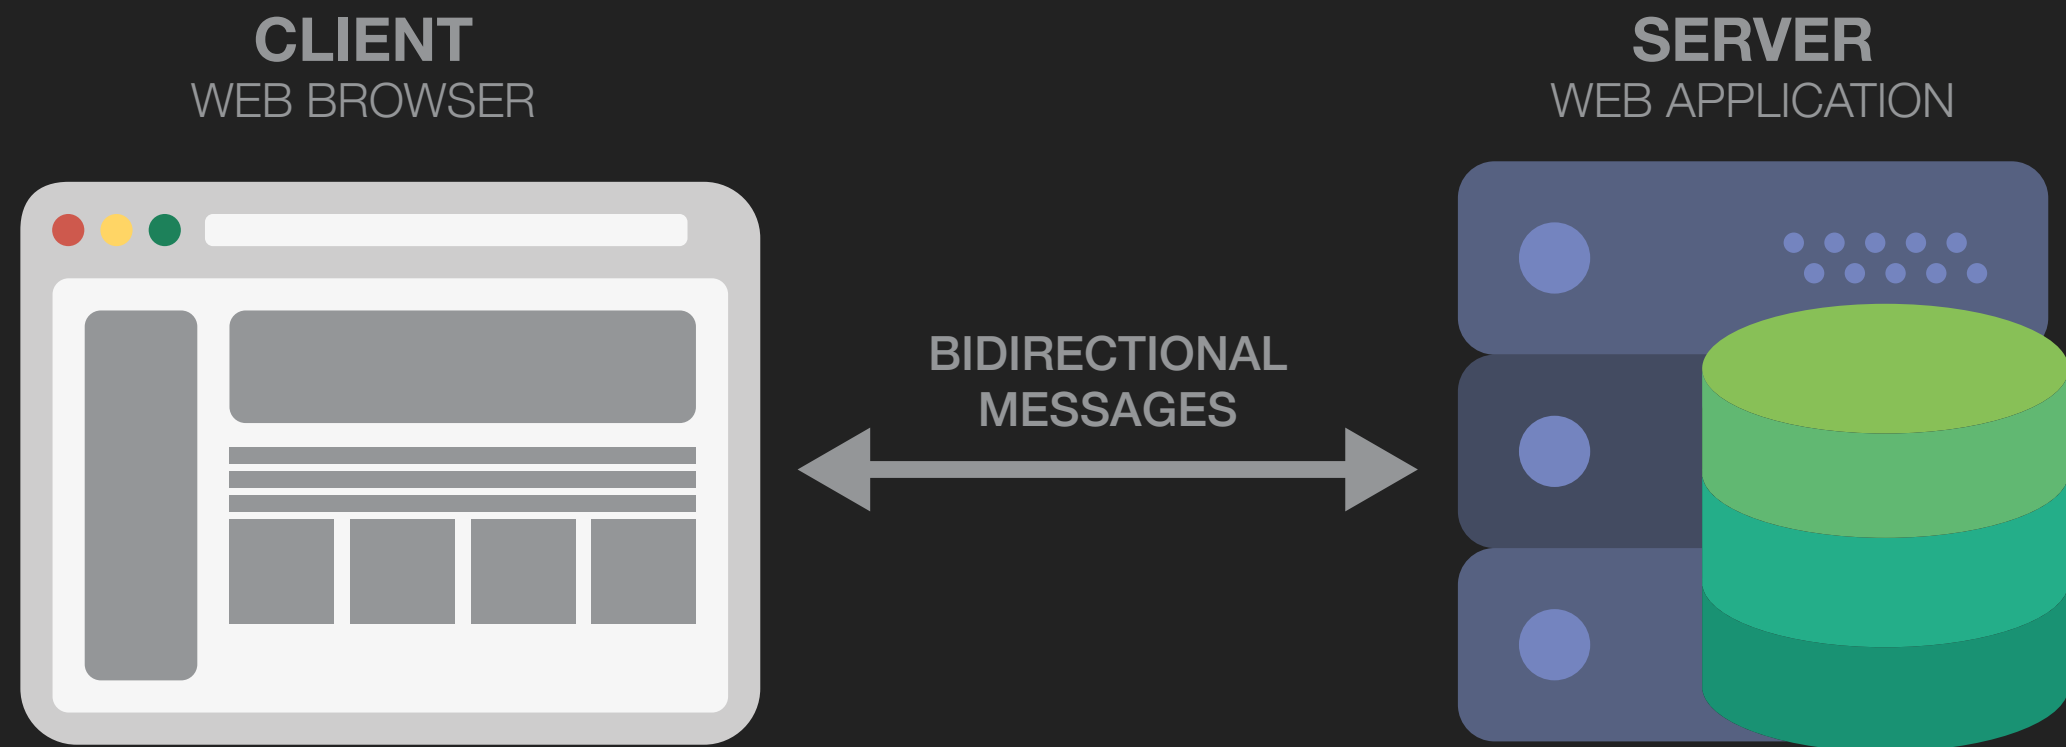 CLIENT
WEB BROWSER
SERVER
WEB APPLICATION
BIDIRECTIONAL
MESSAGES